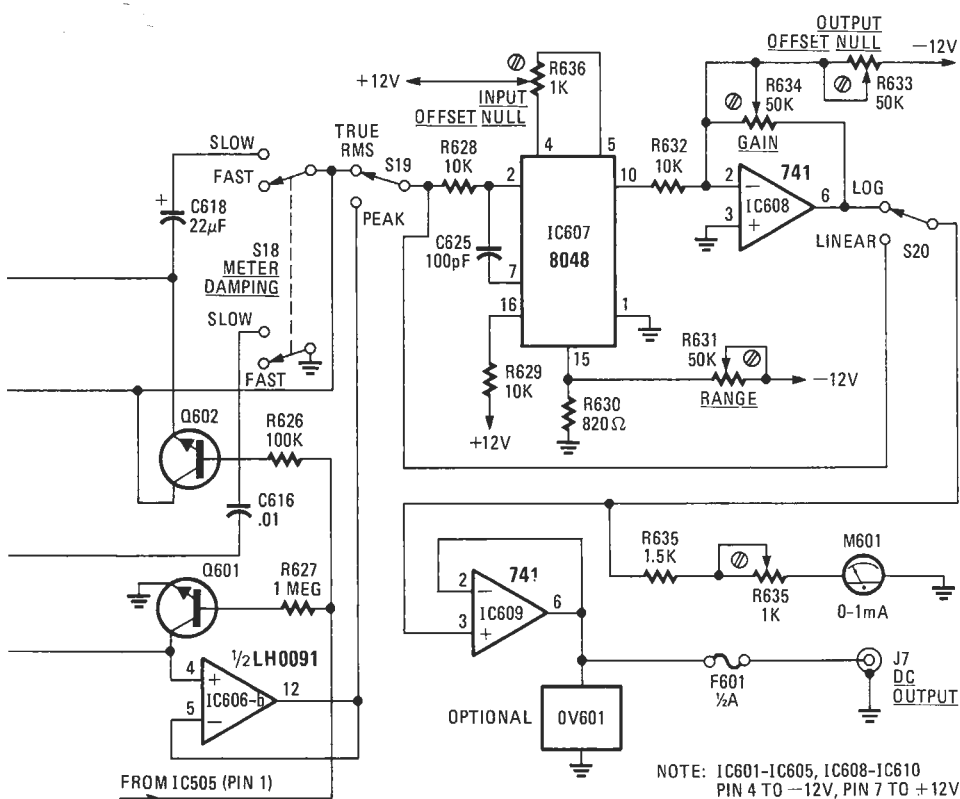 OUTPUT
OFFSET NULL
−12V
R636
1K
+12V
INPUT
OFFSET NULL
R634
50K
R633
50K
GAIN
SLOW
TRUE
RMS
S19
R628
10K
4
5
R632
10K
FAST
2
10
741
2
−
IC608
6
3
+
LOG
+
C618
22µF
PEAK
C625
100pF
IC607
8048
LINEAR
S20
S18
METER
DAMPING
7
16
1
SLOW
15
R631
50K
−12V
RANGE
FAST
R629
10K
+12V
R630
820Ω
Q602
R626
100K
C616
.01
R635
1.5K
M601
Q601
R627
1 MEG
741
2
−
IC609
6
3
+
R635
1K
0-1mA
½LH0091
4
+
IC606-b
12
5
−
F601
½A
J7
DC
OUTPUT
OPTIONAL
OV601
FROM IC505 (PIN 1)
NOTE: IC601-IC605, IC608-IC610
PIN 4 TO −12V, PIN 7 TO +12V